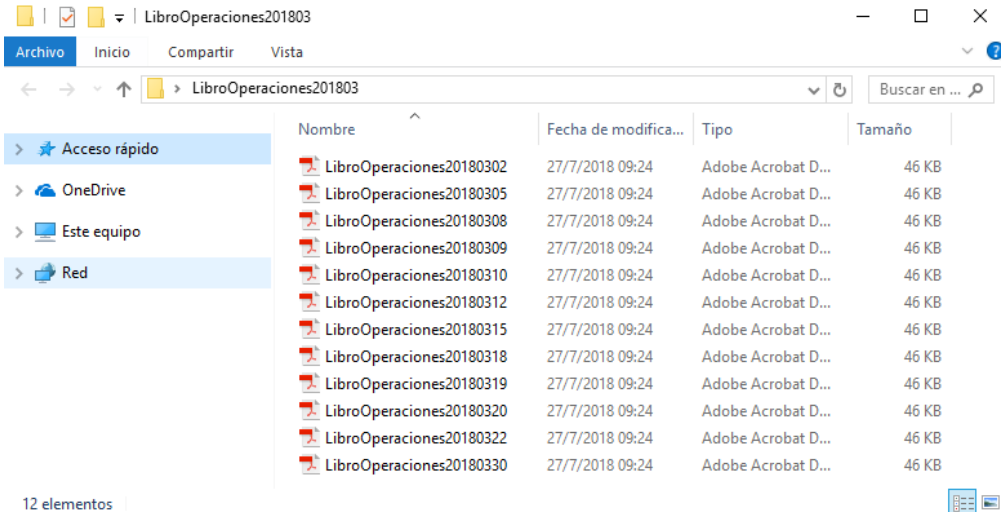 LibroOperaciones201803
Archivo Inicio Compartir Vista
LibroOperaciones201803 Buscar en ...
Nombre Fecha de modifica... Tipo Tamaño
Acceso rápido
OneDrive
Este equipo
Red
LibroOperaciones20180302 27/7/2018 09:24 Adobe Acrobat D... 46 KB
LibroOperaciones20180305 27/7/2018 09:24 Adobe Acrobat D... 46 KB
LibroOperaciones20180308 27/7/2018 09:24 Adobe Acrobat D... 46 KB
LibroOperaciones20180309 27/7/2018 09:24 Adobe Acrobat D... 46 KB
LibroOperaciones20180310 27/7/2018 09:24 Adobe Acrobat D... 46 KB
LibroOperaciones20180312 27/7/2018 09:24 Adobe Acrobat D... 46 KB
LibroOperaciones20180315 27/7/2018 09:24 Adobe Acrobat D... 46 KB
LibroOperaciones20180318 27/7/2018 09:24 Adobe Acrobat D... 46 KB
LibroOperaciones20180319 27/7/2018 09:24 Adobe Acrobat D... 46 KB
LibroOperaciones20180320 27/7/2018 09:24 Adobe Acrobat D... 46 KB
LibroOperaciones20180322 27/7/2018 09:24 Adobe Acrobat D... 46 KB
LibroOperaciones20180330 27/7/2018 09:24 Adobe Acrobat D... 46 KB
12 elementos